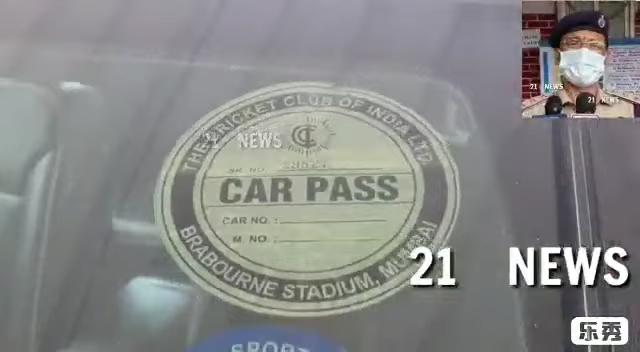 THE CRICKET CLUB OF INDIA LTD
CCI
CAR PASS
CAR NO. :
M. NO. :
BRABOURNE STADIUM, MUMBAI
SPORT
21 NEWS
21 NEWS
21 NEWS
21 NEWS
乐秀